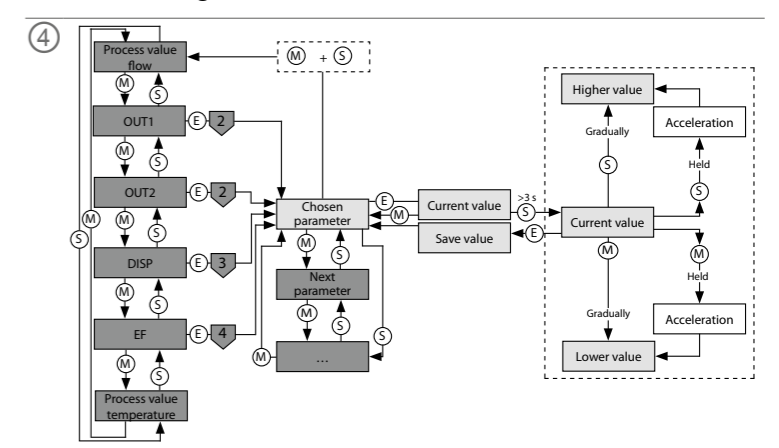 4
Process value
flow
M + S
M
S
OUT1
E
2
M
S
OUT2
E
2
M
S
M
S
DISP
E
3
M
S
EF
E
4
M
S
Process value
temperature
Chosen
parameter
M
S
Next
parameter
M
S
M
S
…
E
M
Current value
Save value
>3 s
S
E
Higher value
Gradually
S
Acceleration
Held
S
Current value
M
M
Held
Gradually
Acceleration
Lower value